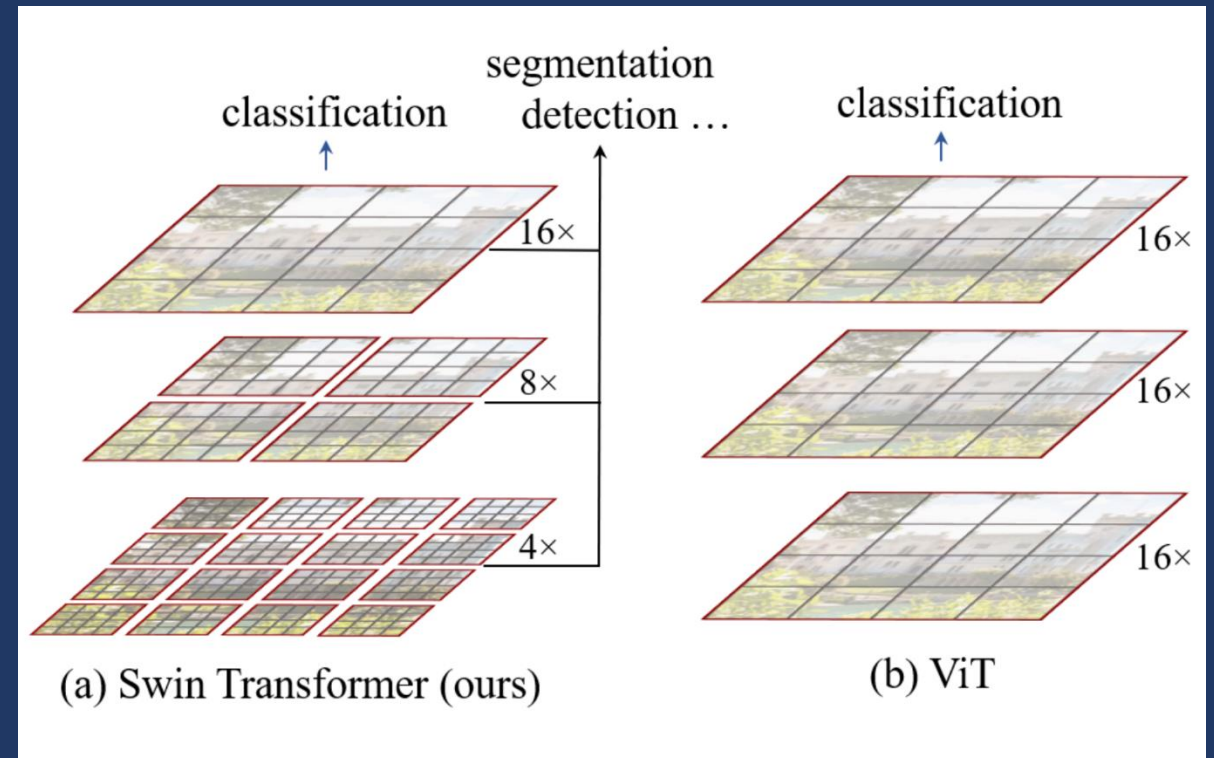 segmentation
detection …
classification
16×
8×
4×
(a) Swin Transformer (ours)
classification
16×
16×
16×
(b) ViT